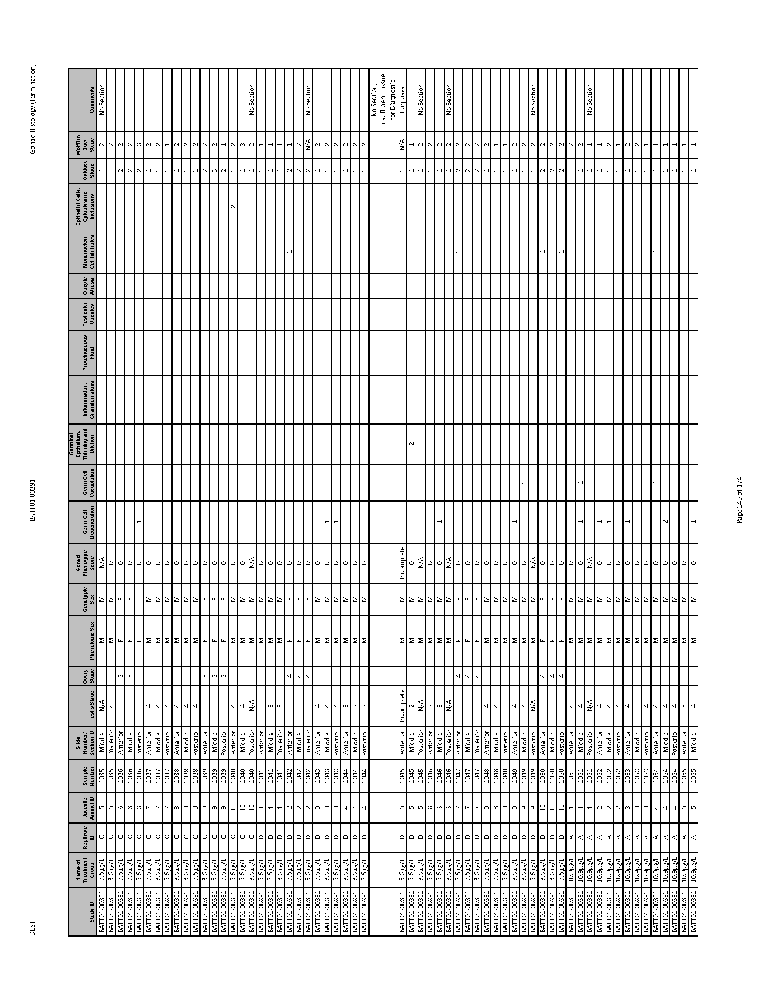 DEST BATT01-00391 Gonad Histology (Termination)
Study ID Name of Treatment Group Replicate ID Juvenile Animal ID Sample Number Slide Number/ Section ID Testis Stage Ovary Stage Phenotypic Sex Genotypic Sex Gonad Phenotype Score Germ Cell Degeneration Germ Cell Vacuolation Germinal Epthelium, Thinning and Dilation Inflammation, Granulomatous Proteinaceous Fluid Testicular Oocytes Oocyte Atresia Mononuclear Cell Infiltrates Epithelial Cells, Cytoplasmic Inclusions Oviduct Stage Wolffian Duct Stage Comments
BATT01-00391 3.6µg/L C 5 1035 Middle N/A M M N/A 1 2 No Section
BATT01-00391 3.6µg/L C 5 1035 Posterior 4 M M 0 1 2
BATT01-00391 3.6µg/L C 6 1036 Anterior 3 F F 0 2 2
BATT01-00391 3.6µg/L C 6 1036 Middle 3 F F 0 2 2
BATT01-00391 3.6µg/L C 6 1036 Posterior 3 F F 0 1 2 3
BATT01-00391 3.6µg/L C 7 1037 Anterior 4 M M 0 1 2
BATT01-00391 3.6µg/L C 7 1037 Middle 4 M M 0 1 2
BATT01-00391 3.6µg/L C 7 1037 Posterior 4 M M 0 1 1
BATT01-00391 3.6µg/L C 8 1038 Anterior 4 M M 0 1 2
BATT01-00391 3.6µg/L C 8 1038 Middle 4 M M 0 1 2
BATT01-00391 3.6µg/L C 8 1038 Posterior 4 M M 0 1 2
BATT01-00391 3.6µg/L C 9 1039 Anterior 3 F F 0 2 2
BATT01-00391 3.6µg/L C 9 1039 Middle 3 F F 0 3 2
BATT01-00391 3.6µg/L C 9 1039 Posterior 3 F F 0 2 1
BATT01-00391 3.6µg/L C 10 1040 Anterior 4 M M 0 2 1 2
BATT01-00391 3.6µg/L C 10 1040 Middle 4 M M 0 1 3
BATT01-00391 3.6µg/L C 10 1040 Posterior N/A M M N/A 1 2 No Section
BATT01-00391 3.6µg/L D 1 1041 Anterior 5 M M 0 1 1
BATT01-00391 3.6µg/L D 1 1041 Middle 5 M M 0 1 1
BATT01-00391 3.6µg/L D 1 1041 Posterior 5 M M 0 1 1
BATT01-00391 3.6µg/L D 2 1042 Anterior 4 F F 0 1 2 1
BATT01-00391 3.6µg/L D 2 1042 Middle 4 F F 0 2 2
BATT01-00391 3.6µg/L D 2 1042 Posterior 4 F F 0 2 N/A No Section
BATT01-00391 3.6µg/L D 3 1043 Anterior 4 M M 0 1 2
BATT01-00391 3.6µg/L D 3 1043 Middle 4 M M 0 1 1 2
BATT01-00391 3.6µg/L D 3 1043 Posterior 4 M M 0 1 1 2
BATT01-00391 3.6µg/L D 4 1044 Anterior 3 M M 0 1 2
BATT01-00391 3.6µg/L D 4 1044 Middle 3 M M 0 1 2
BATT01-00391 3.6µg/L D 4 1044 Posterior 3 M M 0 1 2
BATT01-00391 3.6µg/L D 5 1045 Anterior Incomplete M M Incomplete 1 N/A No Section; Insufficient Tissue for Diagnostic Purposes
BATT01-00391 3.6µg/L D 5 1045 Middle 2 M M 0 2 1 1
BATT01-00391 3.6µg/L D 5 1045 Posterior N/A M M N/A 1 2 No Section
BATT01-00391 3.6µg/L D 6 1046 Anterior 3 M M 0 1 2
BATT01-00391 3.6µg/L D 6 1046 Middle 3 M M 0 1 1 2
BATT01-00391 3.6µg/L D 6 1046 Posterior N/A M M N/A 1 2 No Section
BATT01-00391 3.6µg/L D 7 1047 Anterior 4 F F 0 1 2 2
BATT01-00391 3.6µg/L D 7 1047 Middle 4 F F 0 2 2
BATT01-00391 3.6µg/L D 7 1047 Posterior 4 F F 0 1 2 2
BATT01-00391 3.6µg/L D 8 1048 Anterior 4 M M 0 1 2
BATT01-00391 3.6µg/L D 8 1048 Middle 4 M M 0 1 1
BATT01-00391 3.6µg/L D 8 1048 Posterior 3 M M 0 1 1
BATT01-00391 3.6µg/L D 9 1049 Anterior 4 M M 0 1 1 2
BATT01-00391 3.6µg/L D 9 1049 Middle 4 M M 0 1 1 2
BATT01-00391 3.6µg/L D 9 1049 Posterior N/A M M N/A 1 2 No Section
BATT01-00391 3.6µg/L D 10 1050 Anterior 4 F F 0 1 2 2
BATT01-00391 3.6µg/L D 10 1050 Middle 4 F F 0 2 2
BATT01-00391 3.6µg/L D 10 1050 Posterior 4 F F 0 1 2 2
BATT01-00391 10.9µg/L A 1 1051 Anterior 4 M M 0 1 1 2
BATT01-00391 10.9µg/L A 1 1051 Middle 4 M M 0 1 1 1 2
BATT01-00391 10.9µg/L A 1 1051 Posterior N/A M M N/A 1 1 No Section
BATT01-00391 10.9µg/L A 2 1052 Anterior 4 M M 0 1 1 1
BATT01-00391 10.9µg/L A 2 1052 Middle 4 M M 0 1 1 2
BATT01-00391 10.9µg/L A 2 1052 Posterior 4 M M 0 1 1
BATT01-00391 10.9µg/L A 3 1053 Anterior 4 M M 0 1 1 2
BATT01-00391 10.9µg/L A 3 1053 Middle 5 M M 0 1 2
BATT01-00391 10.9µg/L A 3 1053 Posterior 4 M M 0 1 1
BATT01-00391 10.9µg/L A 4 1054 Anterior 4 M M 0 1 1 1 1
BATT01-00391 10.9µg/L A 4 1054 Middle 4 M M 0 2 1 1
BATT01-00391 10.9µg/L A 4 1054 Posterior 4 M M 0 1 1
BATT01-00391 10.9µg/L A 5 1055 Anterior 5 M M 0 1 1
BATT01-00391 10.9µg/L A 5 1055 Middle 4 M M 0 1 1 1
Page 140 of 174